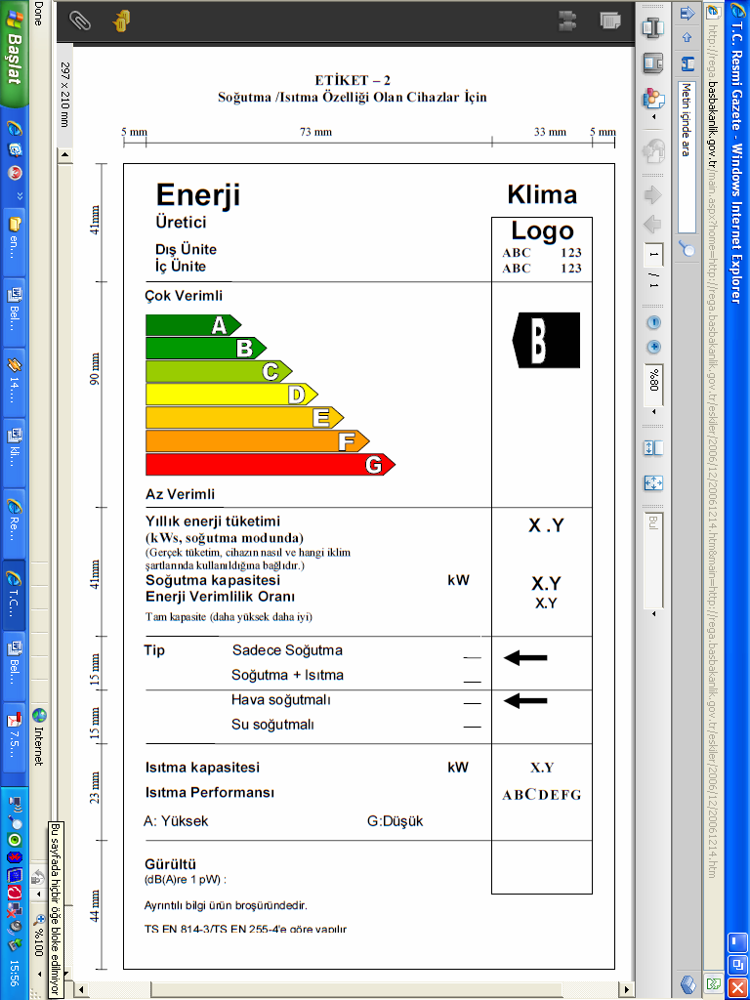 T.C. Resmi Gazete - Windows Internet Explorer
http://rega.basbakanlik.gov.tr/main.aspx?home=http://rega.basbakanlik.gov.tr/eskiler/2006/12/20061214.htm&main=http://rega.basbakanlik.gov.tr/eskiler/2006/12/20061214.htm
Metin içinde ara
1 / 1
%80
Bul
ETİKET – 2
Soğutma /Isıtma Özelliği Olan Cihazlar İçin
5 mm 73 mm 33 mm 5 mm
Enerji Klima
Üretici Logo
Dış Ünite ABC 123
İç Ünite ABC 123
41mm
Çok Verimli
A
B B
C
D
E
F
G
90 mm
Az Verimli
Yıllık enerji tüketimi X .Y
(kWs, soğutma modunda)
(Gerçek tüketim, cihazın nasıl ve hangi iklim
şartlarında kullanıldığına bağlıdır.)
Soğutma kapasitesi kW X.Y
Enerji Verimlilik Oranı X.Y
Tam kapasite (daha yüksek daha iyi)
41mm
Tip Sadece Soğutma
Soğutma + Isıtma
15 mm
Hava soğutmalı
Su soğutmalı
15 mm
Isıtma kapasitesi kW X.Y
Isıtma Performansı ABCDEFG
A: Yüksek G:Düşük
23 mm
Gürültü
(dB(A)re 1 pW) :
Ayrıntılı bilgi ürün broşüründedir.
TS EN 814-3/TS EN 255-4'e göre yapılır
44 mm
297 x 210 mm
Done
Internet
%100
Bu sayfada hiçbir öğe bloke edilmiyor
Başlat
en...
Bel...
14....
kli...
Re...
T.C...
Bel...
7.5...
15:56